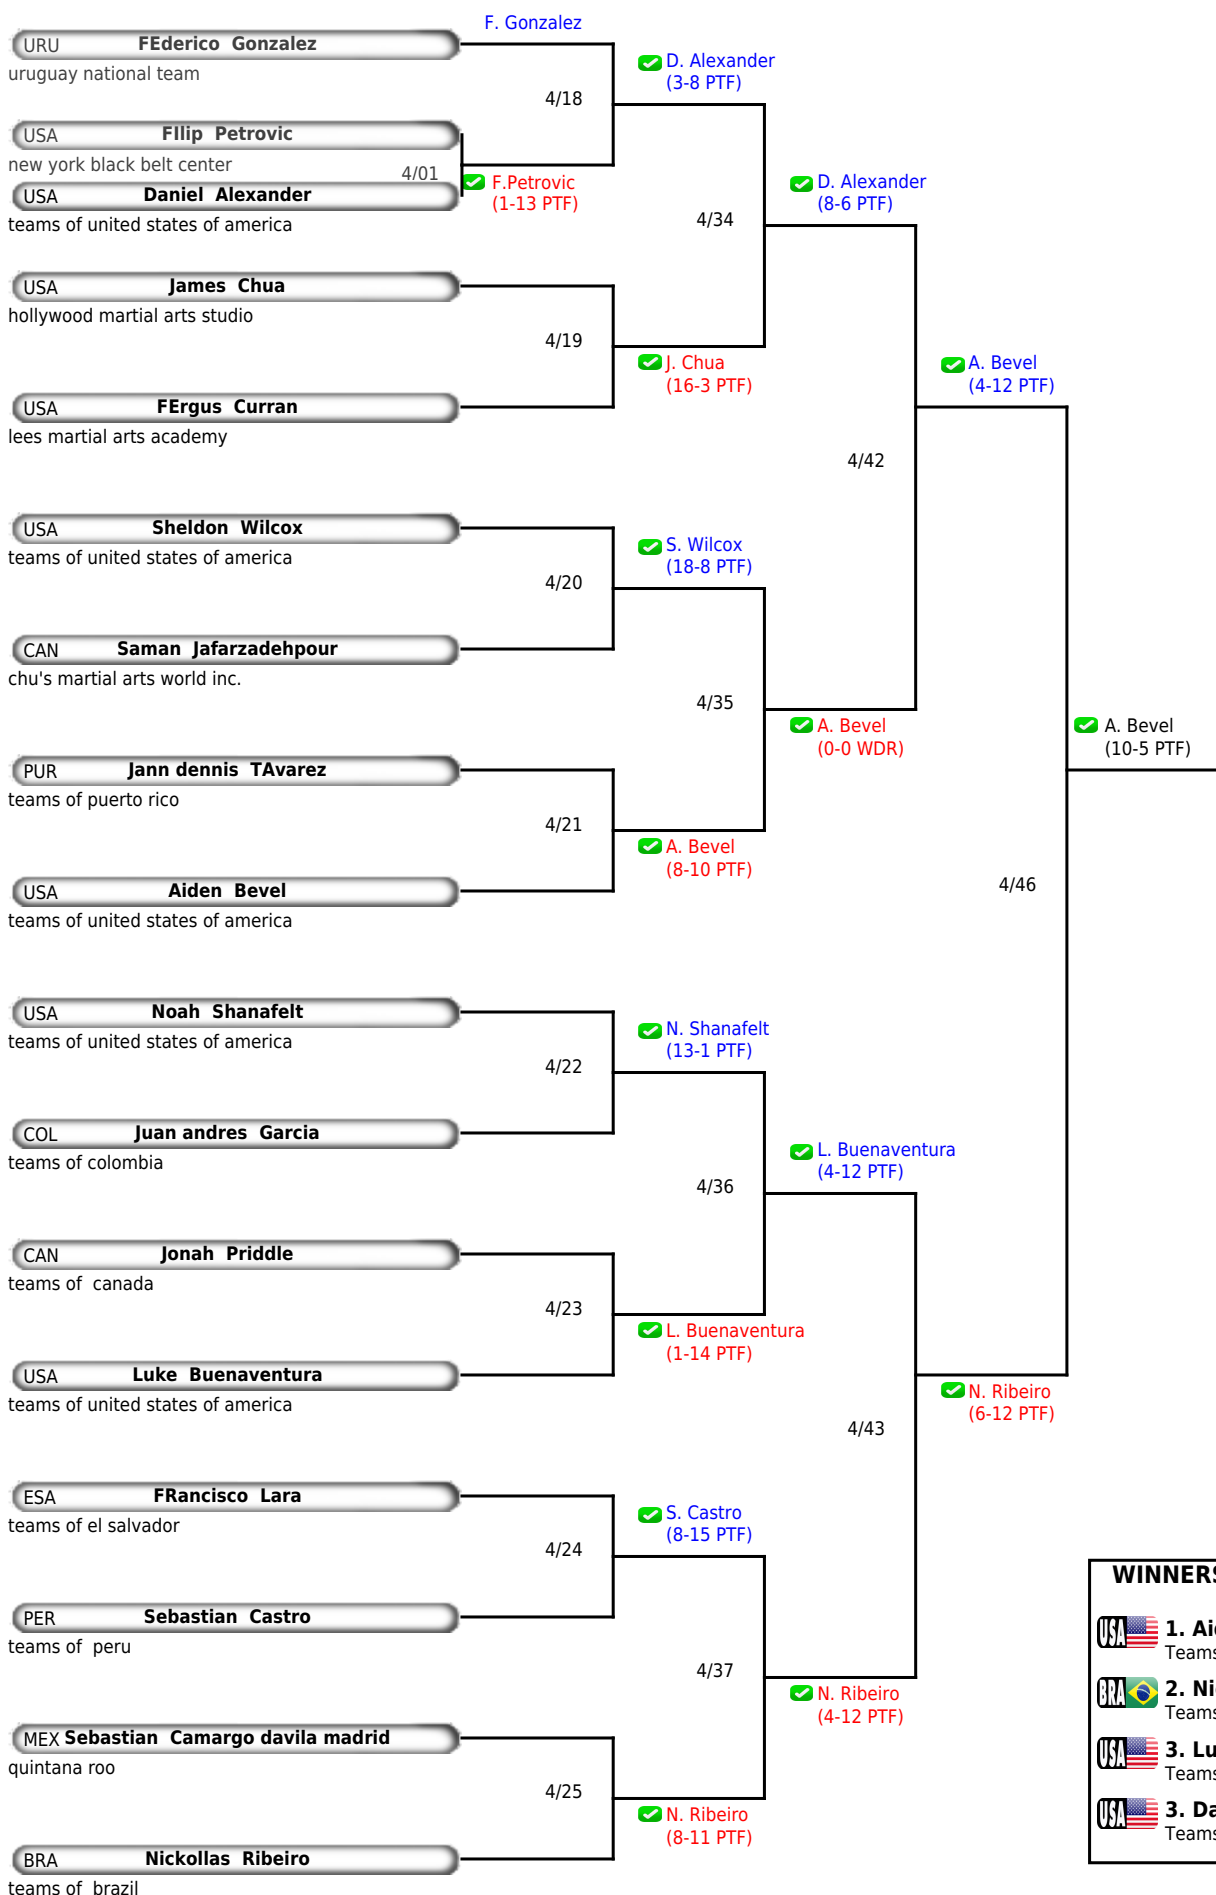 F. Gonzalez
URU FEderico Gonzalez
uruguay national team
D. Alexander
(3-8 PTF)
4/18
USA FIlip Petrovic
new york black belt center
4/01
F.Petrovic
(1-13 PTF)
USA Daniel Alexander
teams of united states of america
D. Alexander
(8-6 PTF)
4/34
USA James Chua
hollywood martial arts studio
4/19
J. Chua
(16-3 PTF)
A. Bevel
(4-12 PTF)
USA FErgus Curran
lees martial arts academy
4/42
USA Sheldon Wilcox
teams of united states of america
S. Wilcox
(18-8 PTF)
4/20
CAN Saman Jafarzadehpour
chu's martial arts world inc.
4/35
A. Bevel
(0-0 WDR)
A. Bevel
(10-5 PTF)
PUR Jann dennis TAvarez
teams of puerto rico
4/21
A. Bevel
(8-10 PTF)
USA Aiden Bevel
teams of united states of america
4/46
USA Noah Shanafelt
teams of united states of america
N. Shanafelt
(13-1 PTF)
4/22
COL Juan andres Garcia
teams of colombia
L. Buenaventura
(4-12 PTF)
4/36
CAN Jonah Priddle
teams of canada
4/23
L. Buenaventura
(1-14 PTF)
USA Luke Buenaventura
teams of united states of america
N. Ribeiro
(6-12 PTF)
4/43
ESA FRancisco Lara
teams of el salvador
S. Castro
(8-15 PTF)
4/24
PER Sebastian Castro
teams of peru
4/37
N. Ribeiro
(4-12 PTF)
MEX Sebastian Camargo davila madrid
quintana roo
4/25
N. Ribeiro
(8-11 PTF)
BRA Nickollas Ribeiro
teams of brazil
WINNERS
USA 1. Aid
Teams
BRA 2. Nic
Teams
USA 3. Lu
Teams
USA 3. Da
Teams